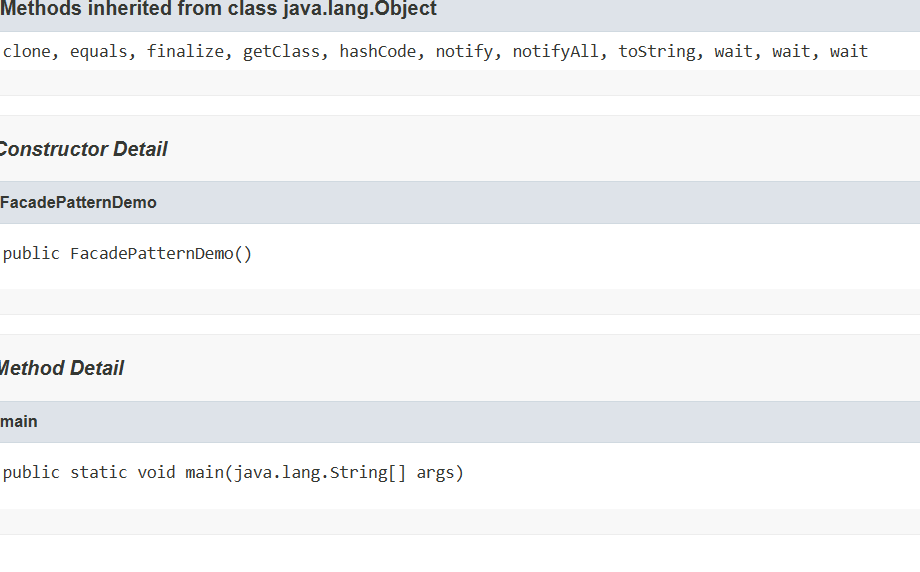 Methods inherited from class java.lang.Object
clone, equals, finalize, getClass, hashCode, notify, notifyAll, toString, wait, wait, wait
Constructor Detail
FacadePatternDemo
public FacadePatternDemo()
Method Detail
main
public static void main(java.lang.String[] args)